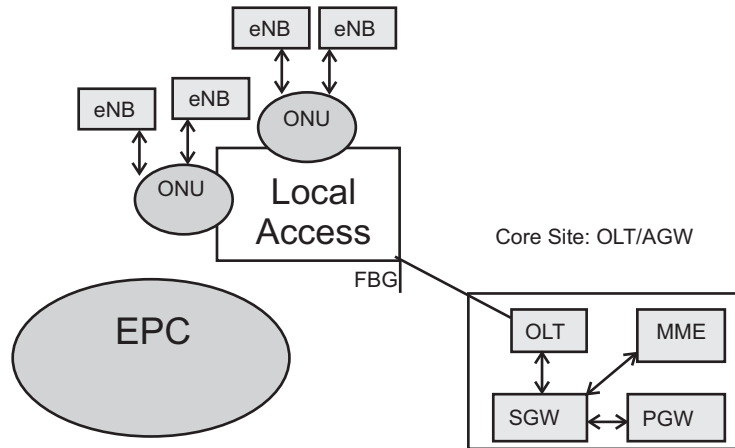 eNB
eNB
eNB
eNB
ONU
ONU
Local
Access
Core Site: OLT/AGW
FBG
EPC
OLT
MME
SGW
PGW